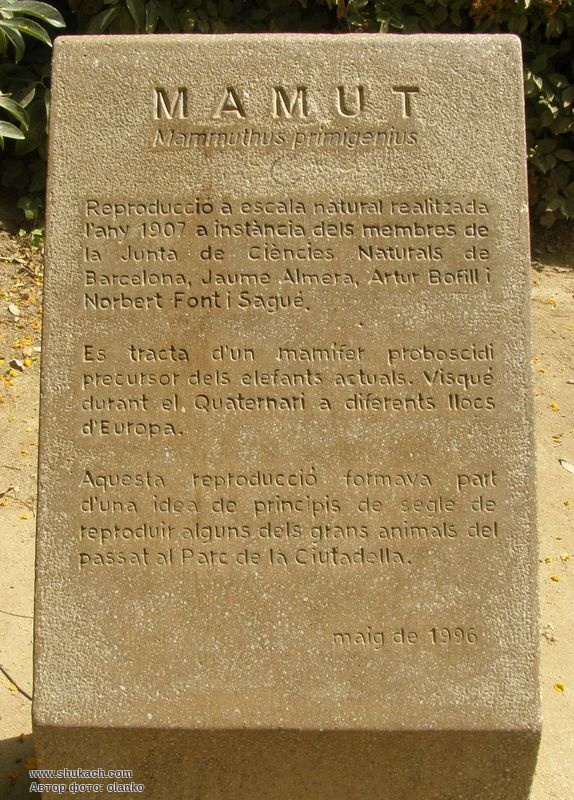 MAMUT
Mammuthus primigenius
Reproducció a escala natural realitzada
l'any 1907 a instància dels membres de
la Junta de Ciències Naturals de
Barcelona, Jaume Almera, Artur Bofill i
Norbert Font i Sagué.
Es tracta d'un mamífer proboscidi
precursor dels elefants actuals. Visqué
durant el Quaternari a diferents llocs
d'Europa.
Aquesta reproducció formava part
d'una idea de principis de segle de
reproduir alguns dels grans animals del
passat al Parc de la Ciutadella.
maig de 1996
www.shukach.com
Автор фото: olanko